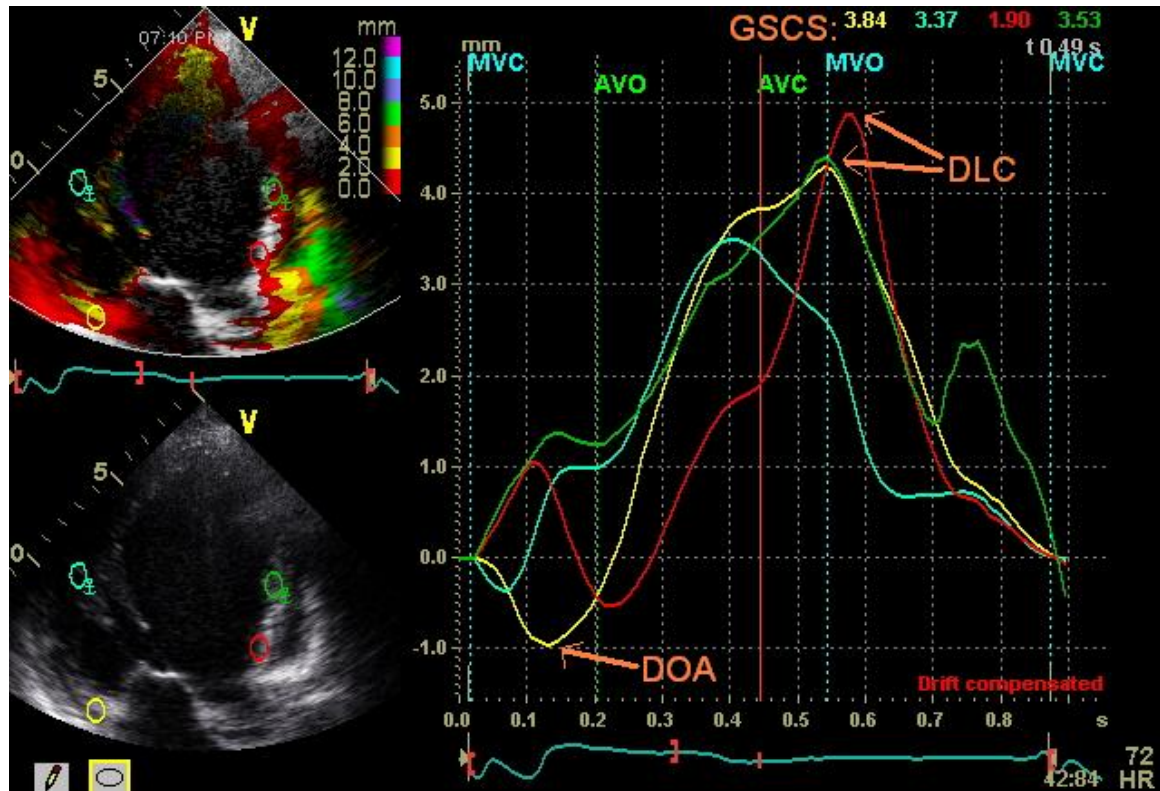 GSCS: 3.84 3.37 1.90 3.53
t 0.49 s
07:10 PM
V
mm
12.0
10.0
8.0
6.0
4.0
2.0
0.0
5
0
mm
MVC
AVO
AVC
MVO
MVC
5.0
4.0
3.0
2.0
1.0
0.0
-1.0
DLC
DOA
Drift compensated
0.0 0.1 0.2 0.3 0.4 0.5 0.6 0.7 0.8 s
V
5
0
72
HR
42:84